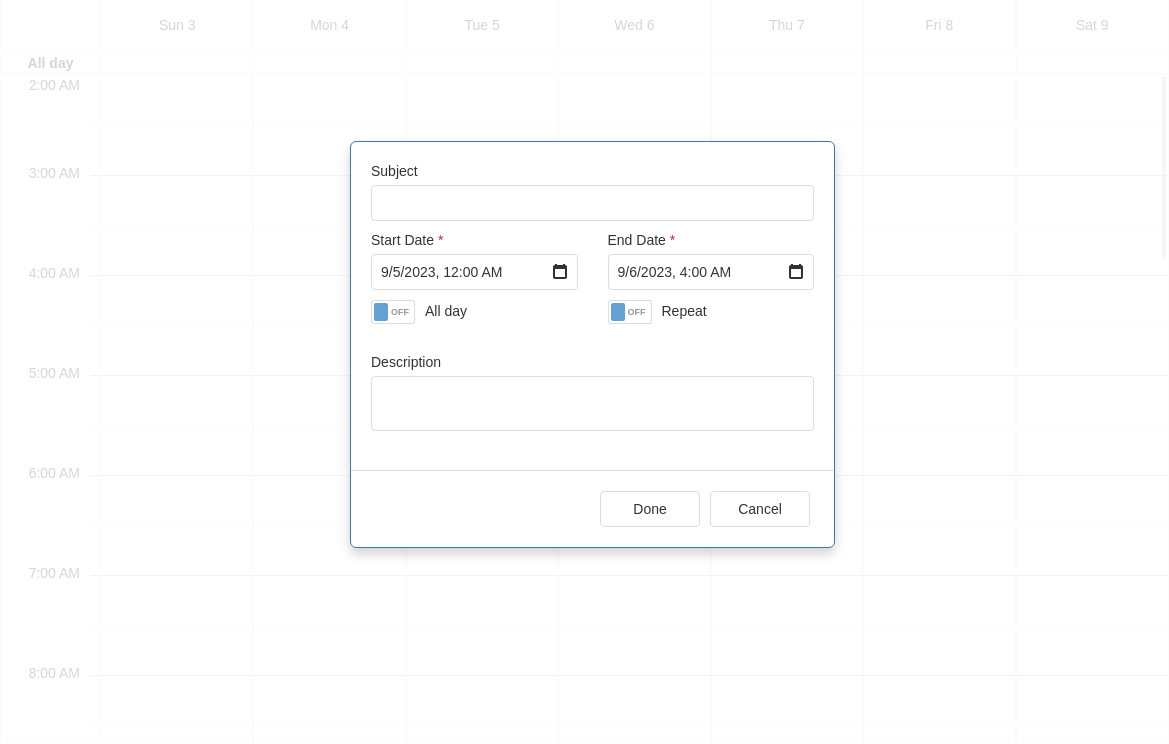 Sun 3 Mon 4 Tue 5 Wed 6 Thu 7 Fri 8 Sat 9
All day
2:00 AM
3:00 AM
4:00 AM
5:00 AM
6:00 AM
7:00 AM
8:00 AM
Subject
Start Date * End Date *
9/5/2023, 12:00 AM 9/6/2023, 4:00 AM
OFF All day OFF Repeat
Description
Done Cancel